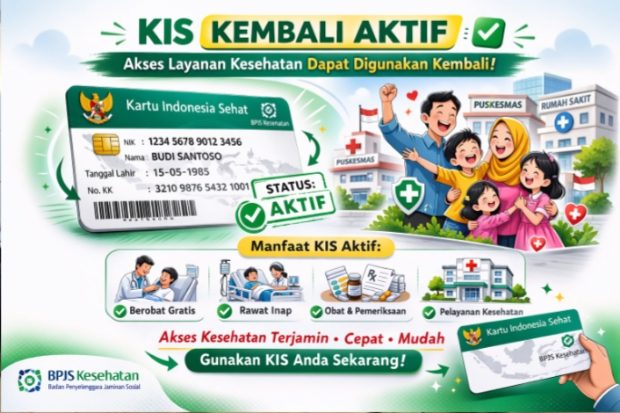 KIS KEMBALI AKTIF
Akses Layanan Kesehatan Dapat Digunakan Kembali!
Kartu Indonesia Sehat
BPJS Kesehatan
NIK : 1234 5678 9012 3456
Nama : BUDI SANTOSO
Tanggal Lahir : 15-05-1985
No. KK : 3210 9876 5432 1001
STATUS:
AKTIF
PUSKESMAS
PUSKESMAS
RUMAH SAKIT
Manfaat KIS Aktif:
Berobat Gratis
Rawat Inap
Obat & Pemeriksaan
Pelayanan Kesehatan
Akses Kesehatan Terjamin • Cepat • Mudah
Gunakan KIS Anda Sekarang!
Kartu Indonesia Sehat
BPJS Kesehatan
BPJS Kesehatan
Badan Penyelenggara Jaminan Sosial